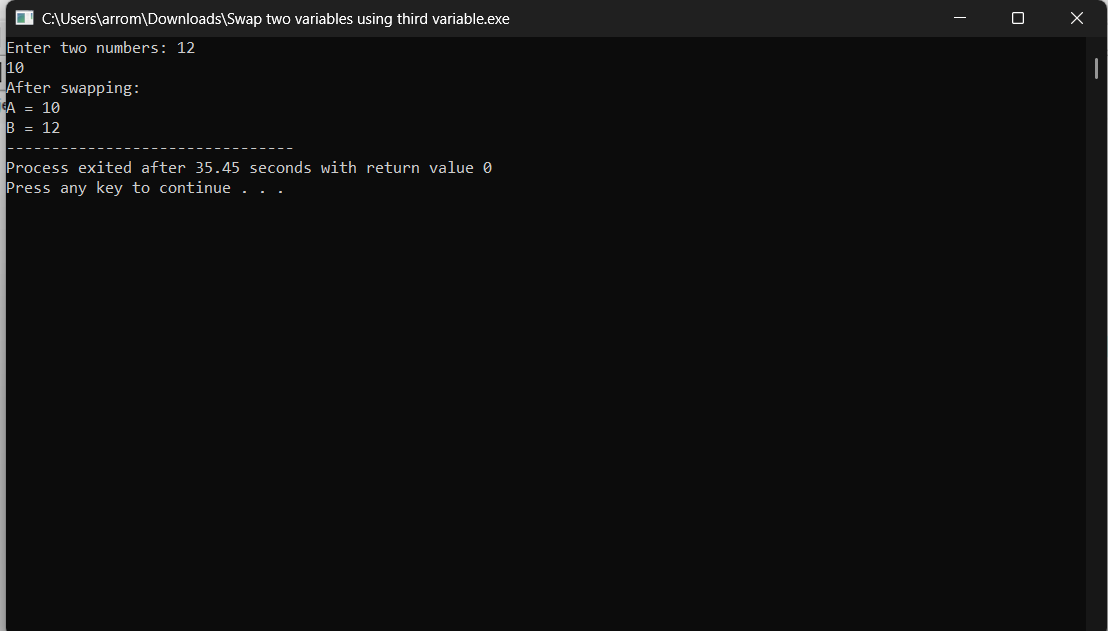 C:\Users\arrom\Downloads\Swap two variables using third variable.exe
Enter two numbers: 12
10
After swapping:
A = 10
B = 12
--------------------------------
Process exited after 35.45 seconds with return value 0
Press any key to continue . . .